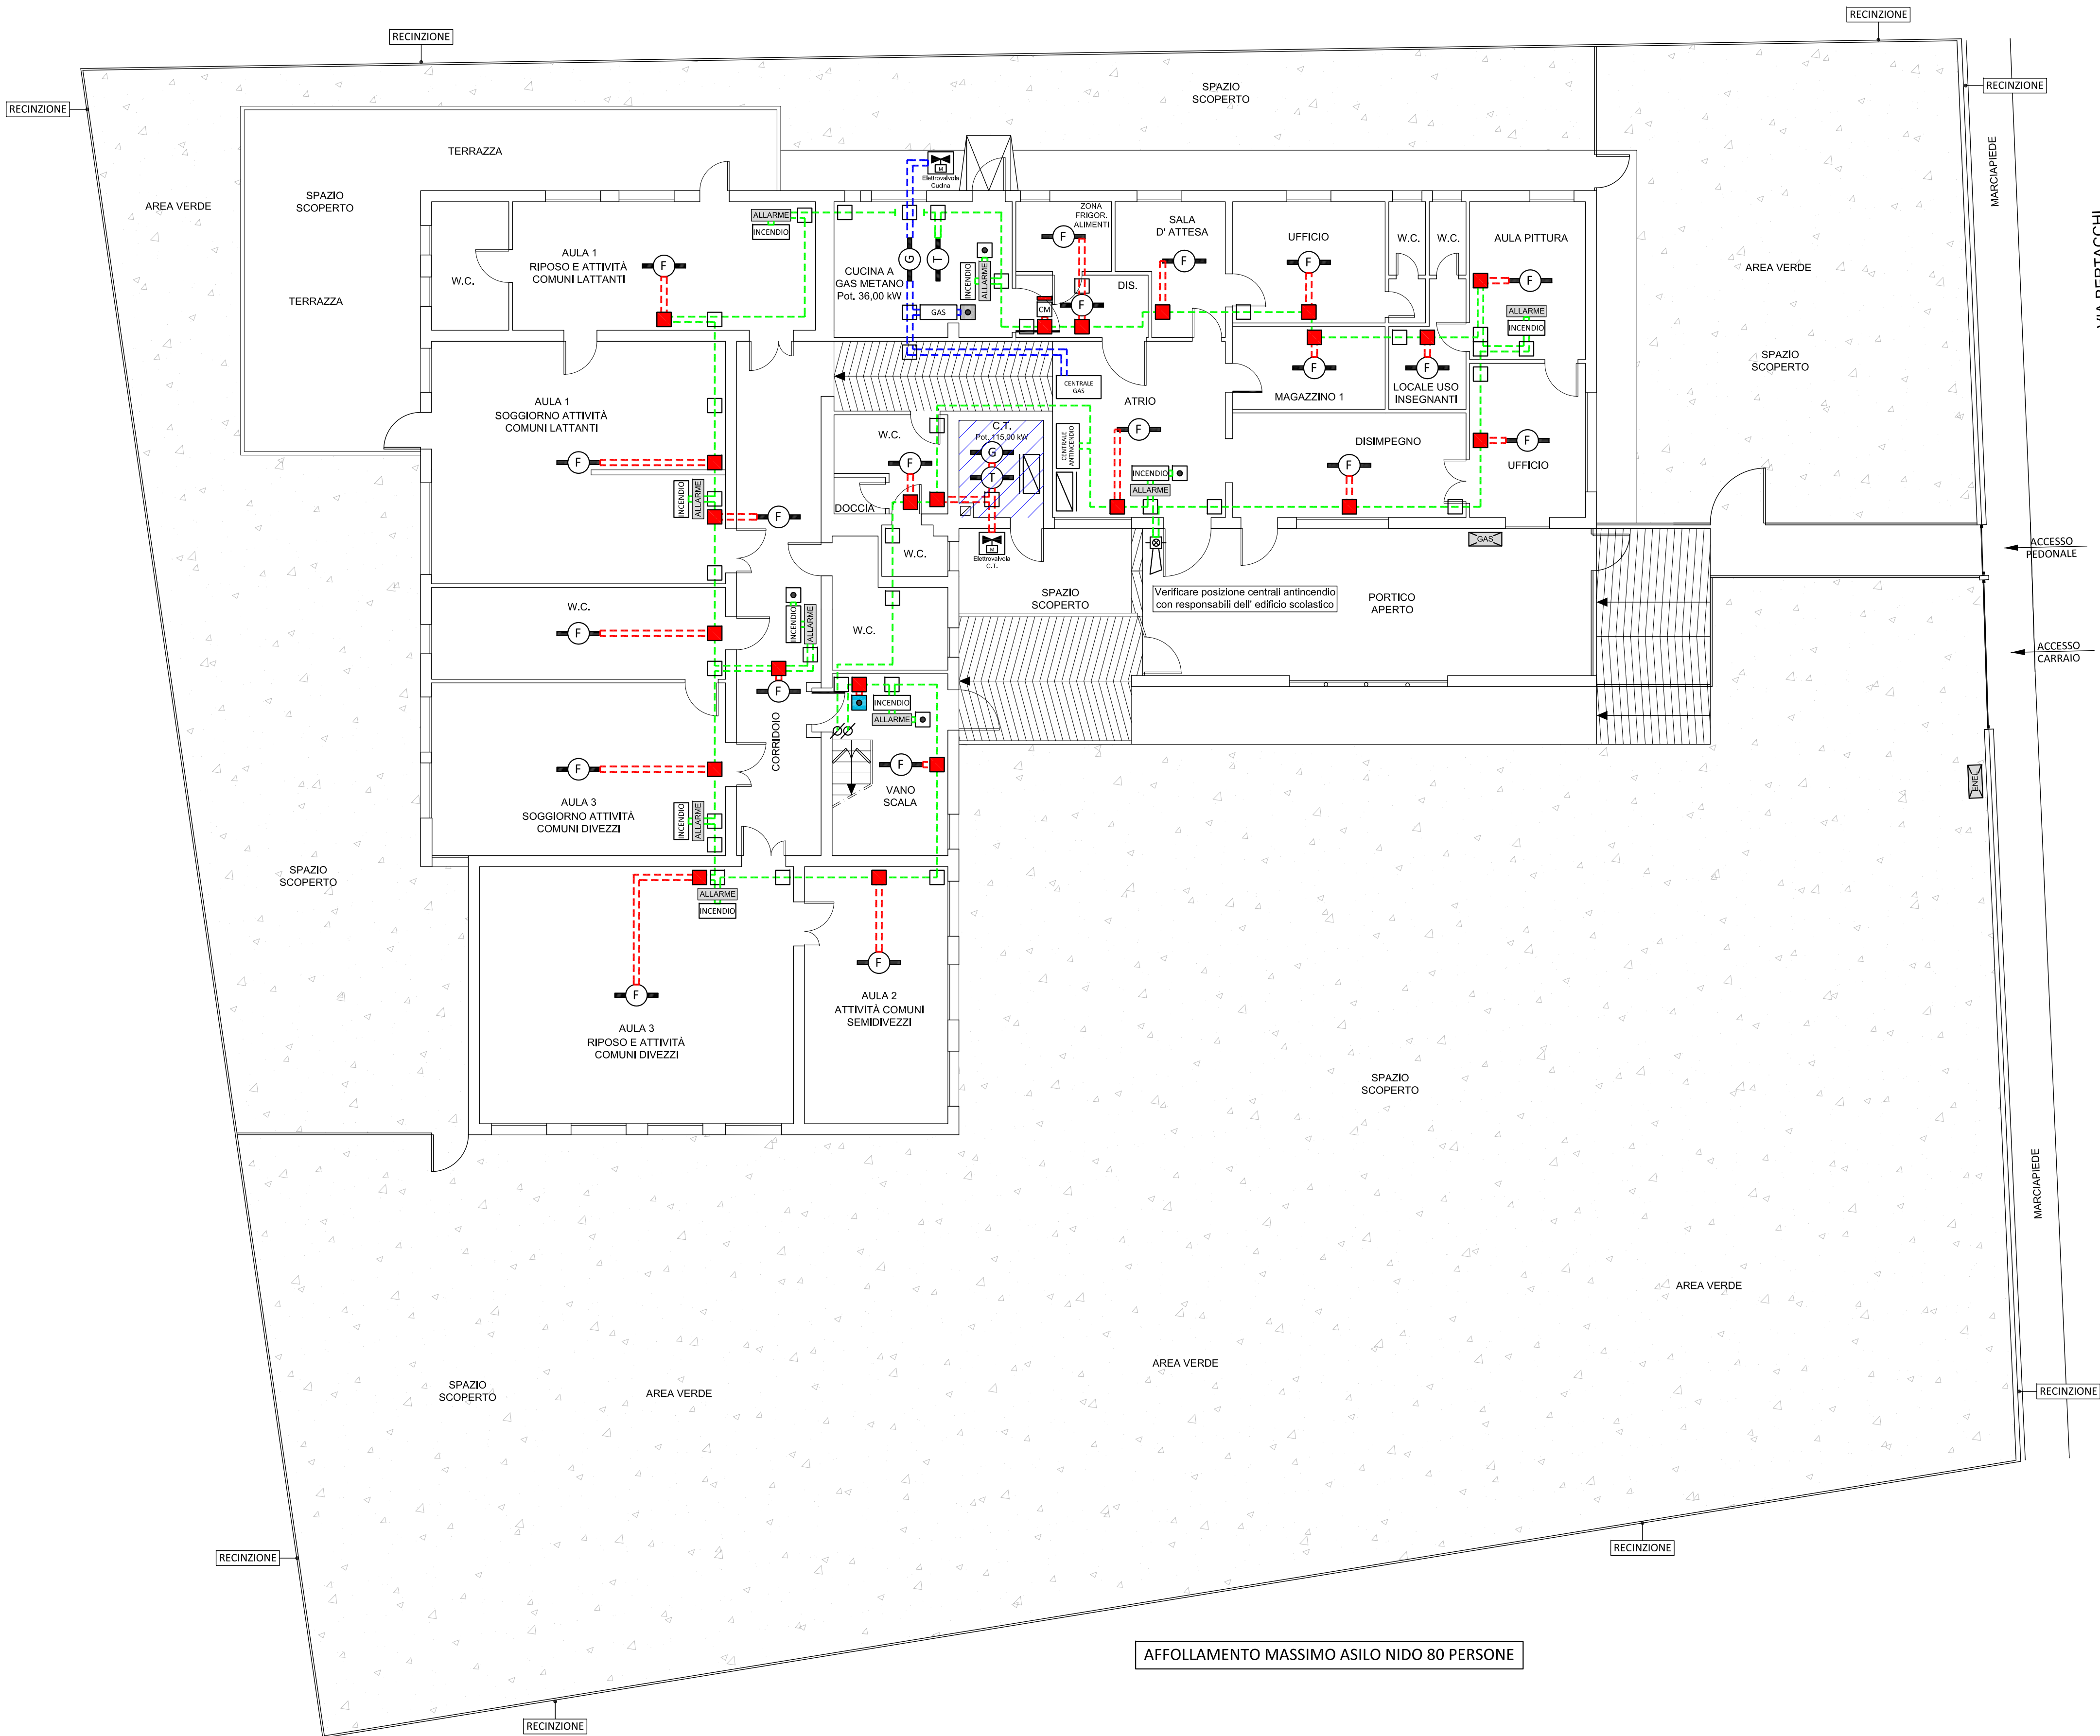 RECINZIONE
RECINZIONE
RECINZIONE
RECINZIONE
SPAZIO
SCOPERTO
MARCIAPIEDE
VIA BERTACCHI
TERRAZZA
SPAZIO
SCOPERTO
AREA VERDE
TERRAZZA
M
Elettrovalvola
Cucina
ALLARME
INCENDIO
AULA 1
RIPOSO E ATTIVITÀ
COMUNI LATTANTI
F
W.C.
G
T
CUCINA A
GAS METANO
Pot. 36,00 kW
INCENDIO
ALLARME
GAS
ZONA
FRIGOR.
ALIMENTI
F
F
CM
DIS.
SALA
D' ATTESA
F
UFFICIO
F
W.C.
W.C.
AULA PITTURA
F
ALLARME
INCENDIO
AREA VERDE
SPAZIO
SCOPERTO
AULA 1
SOGGIORNO ATTIVITÀ
COMUNI LATTANTI
F
INCENDIO
ALLARME
F
CENTRALE
GAS
ATRIO
F
MAGAZZINO 1
F
F
LOCALE USO
INSEGNANTI
W.C.
F
DOCCIA
C.T.
Pot. 115,00 kW
G
T
CENTRALE
ANTINCENDIO
INCENDIO
ALLARME
DISIMPEGNO
F
F
UFFICIO
W.C.
M
Elettrovalvola
C.T.
GAS
ACCESSO
PEDONALE
SPAZIO
SCOPERTO
Verificare posizione centrali antincendio
con responsabili dell' edificio scolastico
PORTICO
APERTO
ACCESSO
CARRAIO
W.C.
F
INCENDIO
ALLARME
W.C.
F
CORRIDOIO
INCENDIO
ALLARME
F
VANO
SCALA
ENEL
F
AULA 3
SOGGIORNO ATTIVITÀ
COMUNI DIVEZZI
INCENDIO
ALLARME
SPAZIO
SCOPERTO
ALLARME
INCENDIO
F
AULA 3
RIPOSO E ATTIVITÀ
COMUNI DIVEZZI
F
AULA 2
ATTIVITÀ COMUNI
SEMIDIVEZZI
SPAZIO
SCOPERTO
MARCIAPIEDE
AREA VERDE
AREA VERDE
SPAZIO
SCOPERTO
AREA VERDE
RECINZIONE
RECINZIONE
RECINZIONE
AFFOLLAMENTO MASSIMO ASILO NIDO 80 PERSONE
RECINZIONE